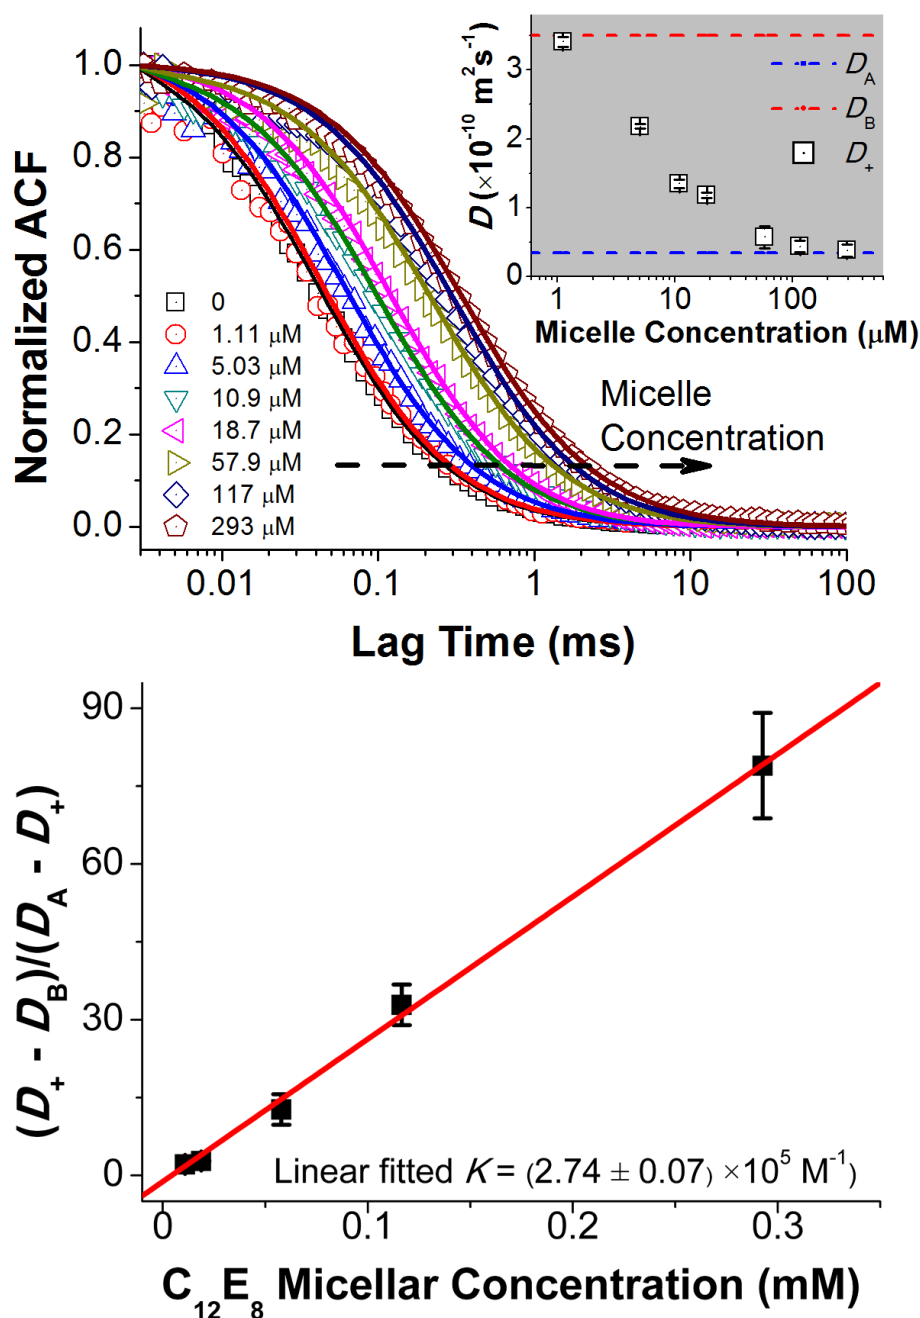 Normalized ACF
1.0
0.8
0.6
0.4
0.2
0.0
0
1.11 μM
5.03 μM
10.9 μM
18.7 μM
57.9 μM
117 μM
293 μM
D (×10⁻¹⁰ m²s⁻¹)
3
2
1
0
D_A
D_B
D₊
1 10 100
Micelle Concentration (μM)
Micelle
Concentration
0.01 0.1 1 10 100
Lag Time (ms)
(D₊ - D_B)/(D_A - D₊)
90
60
30
0
Linear fitted K = (2.74 ± 0.07) ×10⁵ M⁻¹)
0 0.1 0.2 0.3
C₁₂E₈ Micellar Concentration (mM)